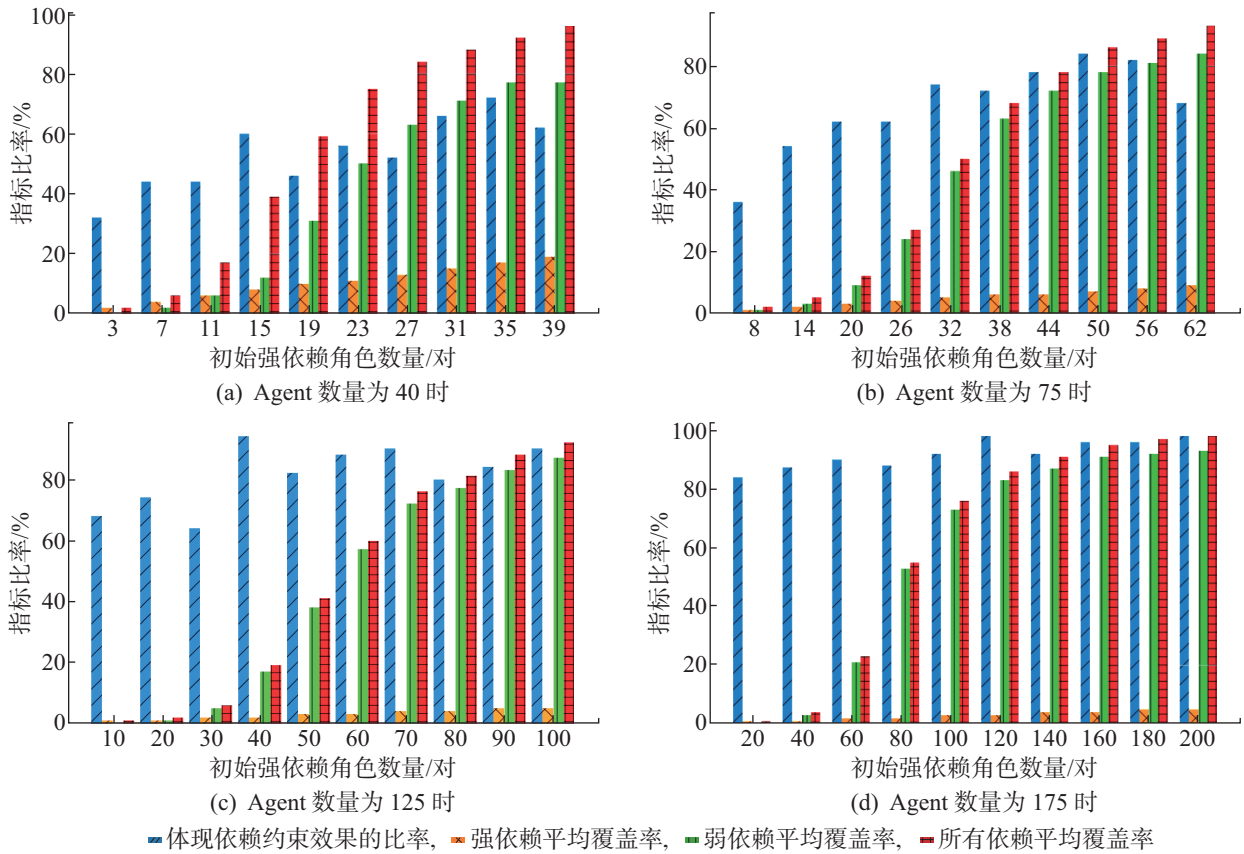 100
80
60
40
20
0
指标比率/%
3 7 11 15 19 23 27 31 35 39
初始强依赖角色数量/对
(a) Agent 数量为 40 时
80
60
40
20
0
指标比率/%
8 14 20 26 32 38 44 50 56 62
初始强依赖角色数量/对
(b) Agent 数量为 75 时
80
60
40
20
0
指标比率/%
10 20 30 40 50 60 70 80 90 100
初始强依赖角色数量/对
(c) Agent 数量为 125 时
100
80
60
40
20
0
指标比率/%
20 40 60 80 100 120 140 160 180 200
初始强依赖角色数量/对
(d) Agent 数量为 175 时
体现依赖约束效果的比率, 强依赖平均覆盖率, 弱依赖平均覆盖率, 所有依赖平均覆盖率